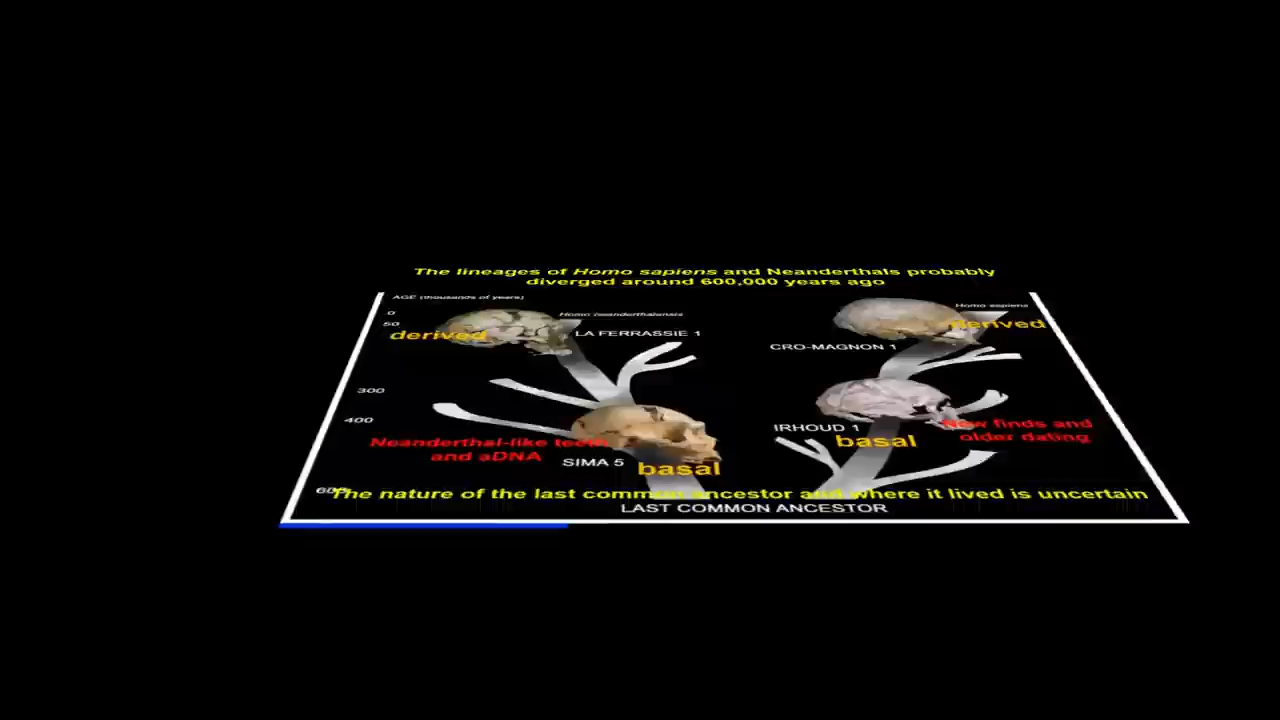 The lineages of Homo sapiens and Neanderthals probably
diverged around 600,000 years ago
AGE (thousands of years)
0
50
300
400
600
Homo neanderthalensis
derived
LA FERRASSIE 1
Homo sapiens
derived
CRO-MAGNON 1
Neanderthal-like teeth
and aDNA
SIMA 5
basal
IRHOUD 1
basal
New finds and
older dating
The nature of the last common ancestor and where it lived is uncertain
LAST COMMON ANCESTOR